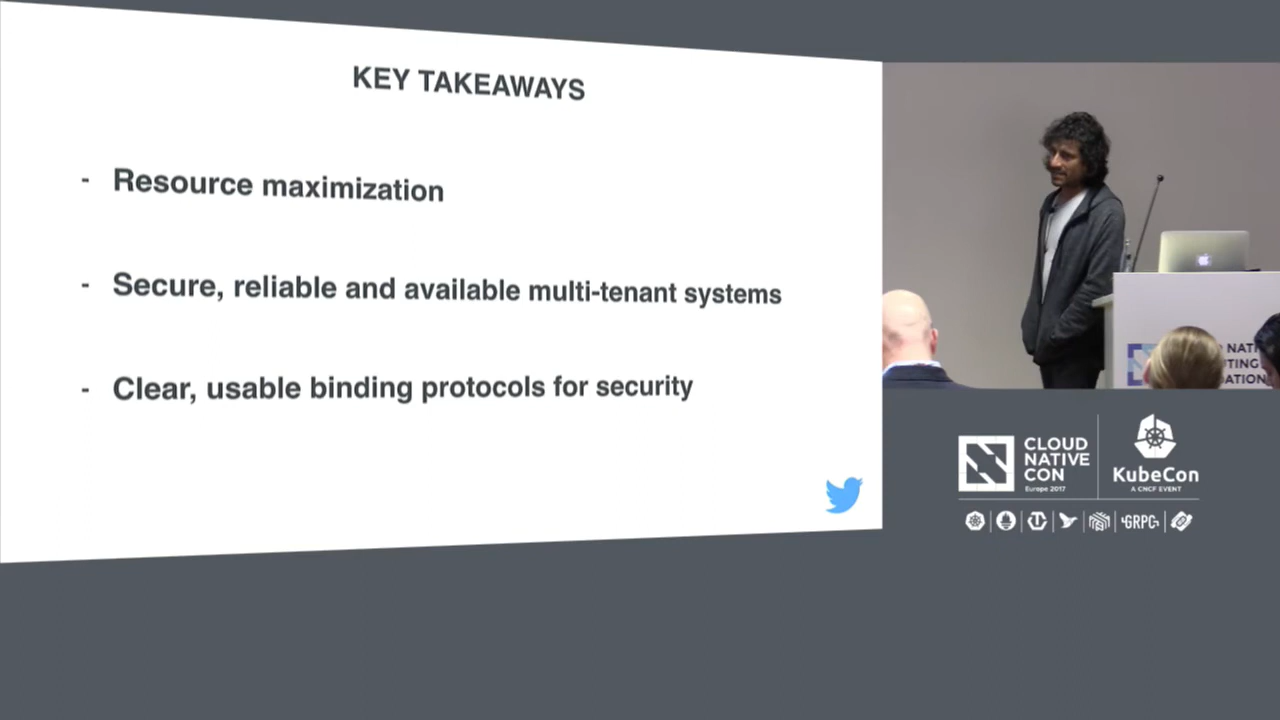 KEY TAKEAWAYS
- Resource maximization
- Secure, reliable and available multi-tenant systems
- Clear, usable binding protocols for security
CLOUD
NATIVE
CON
Europe 2017
KubeCon
A CNCF EVENT
GRPC